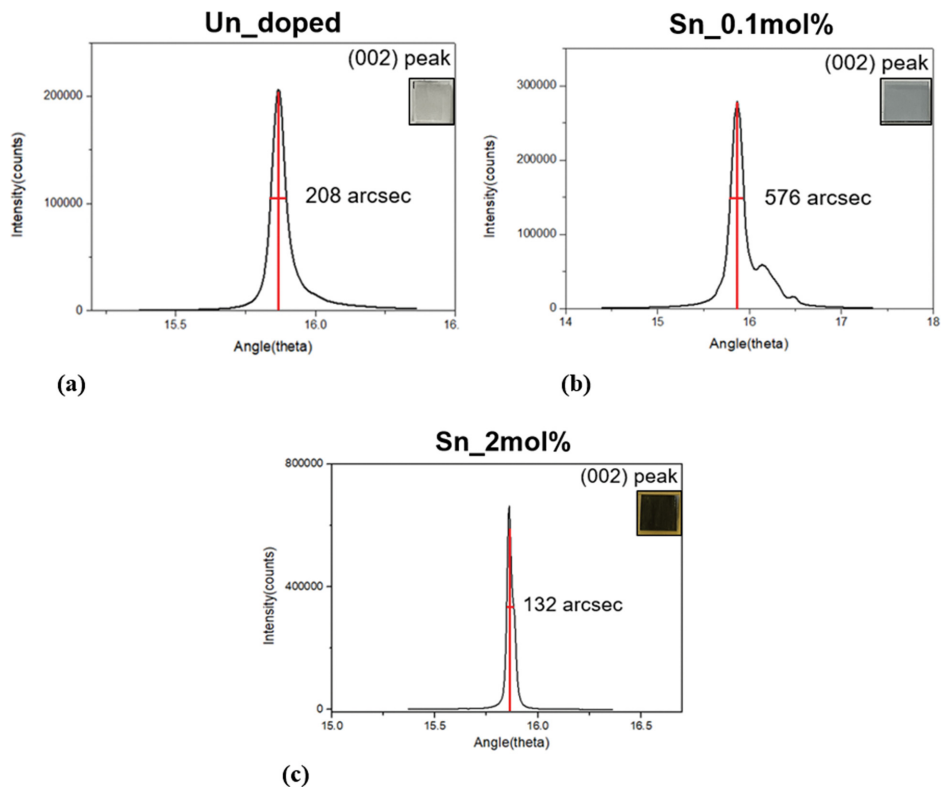 Un_doped
(002) peak
200000
100000
0
Intensity(counts)
208 arcsec
15.5
16.0
16.
Angle(theta)
(a)
Sn_0.1mol%
(002) peak
300000
200000
100000
0
Intensity(counts)
576 arcsec
14
15
16
17
18
Angle(theta)
(b)
Sn_2mol%
(002) peak
800000
400000
0
Intensity(counts)
132 arcsec
15.0
15.5
16.0
16.5
Angle(theta)
(c)